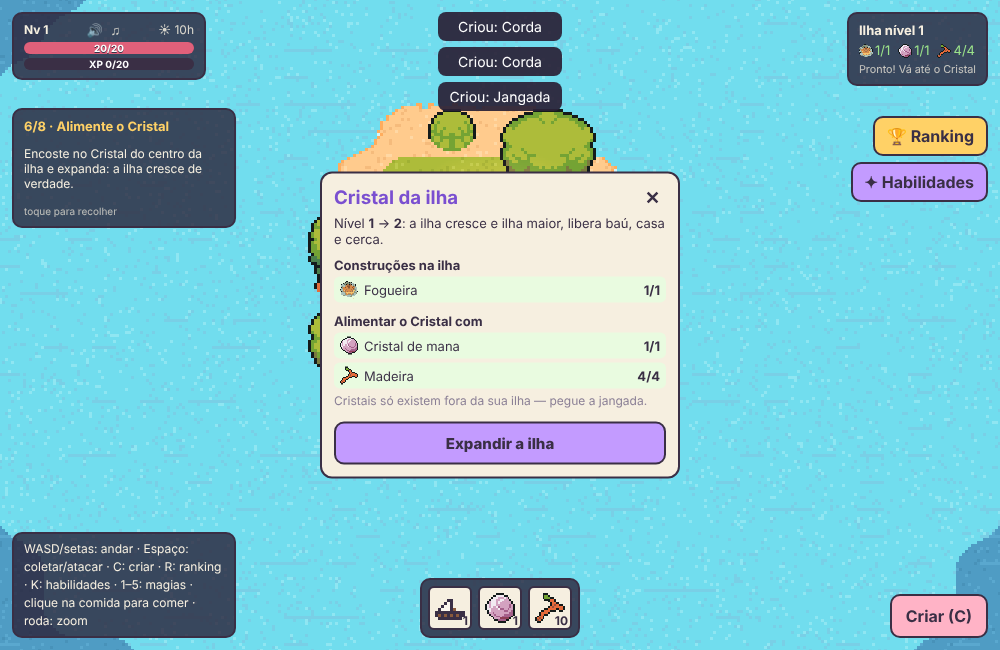 Nv 1
10h
20/20
XP 0/20
Criou: Corda
Criou: Corda
Criou: Jangada
Ilha nível 1
1/1 1/1 4/4
Pronto! Vá até o Cristal
6/8 · Alimente o Cristal
Encoste no Cristal do centro da
ilha e expanda: a ilha cresce de
verdade.
toque para recolher
🏆 Ranking
✦ Habilidades
Cristal da ilha ✕
Nível 1 → 2: a ilha cresce e ilha maior, libera baú, casa
e cerca.
Construções na ilha
Fogueira 1/1
Alimentar o Cristal com
Cristal de mana 1/1
Madeira 4/4
Cristais só existem fora da sua ilha — pegue a jangada.
Expandir a ilha
WASD/setas: andar · Espaço:
coletar/atacar · C: criar · R: ranking
· K: habilidades · 1–5: magias ·
clique na comida para comer ·
roda: zoom
1 1 10
Criar (C)